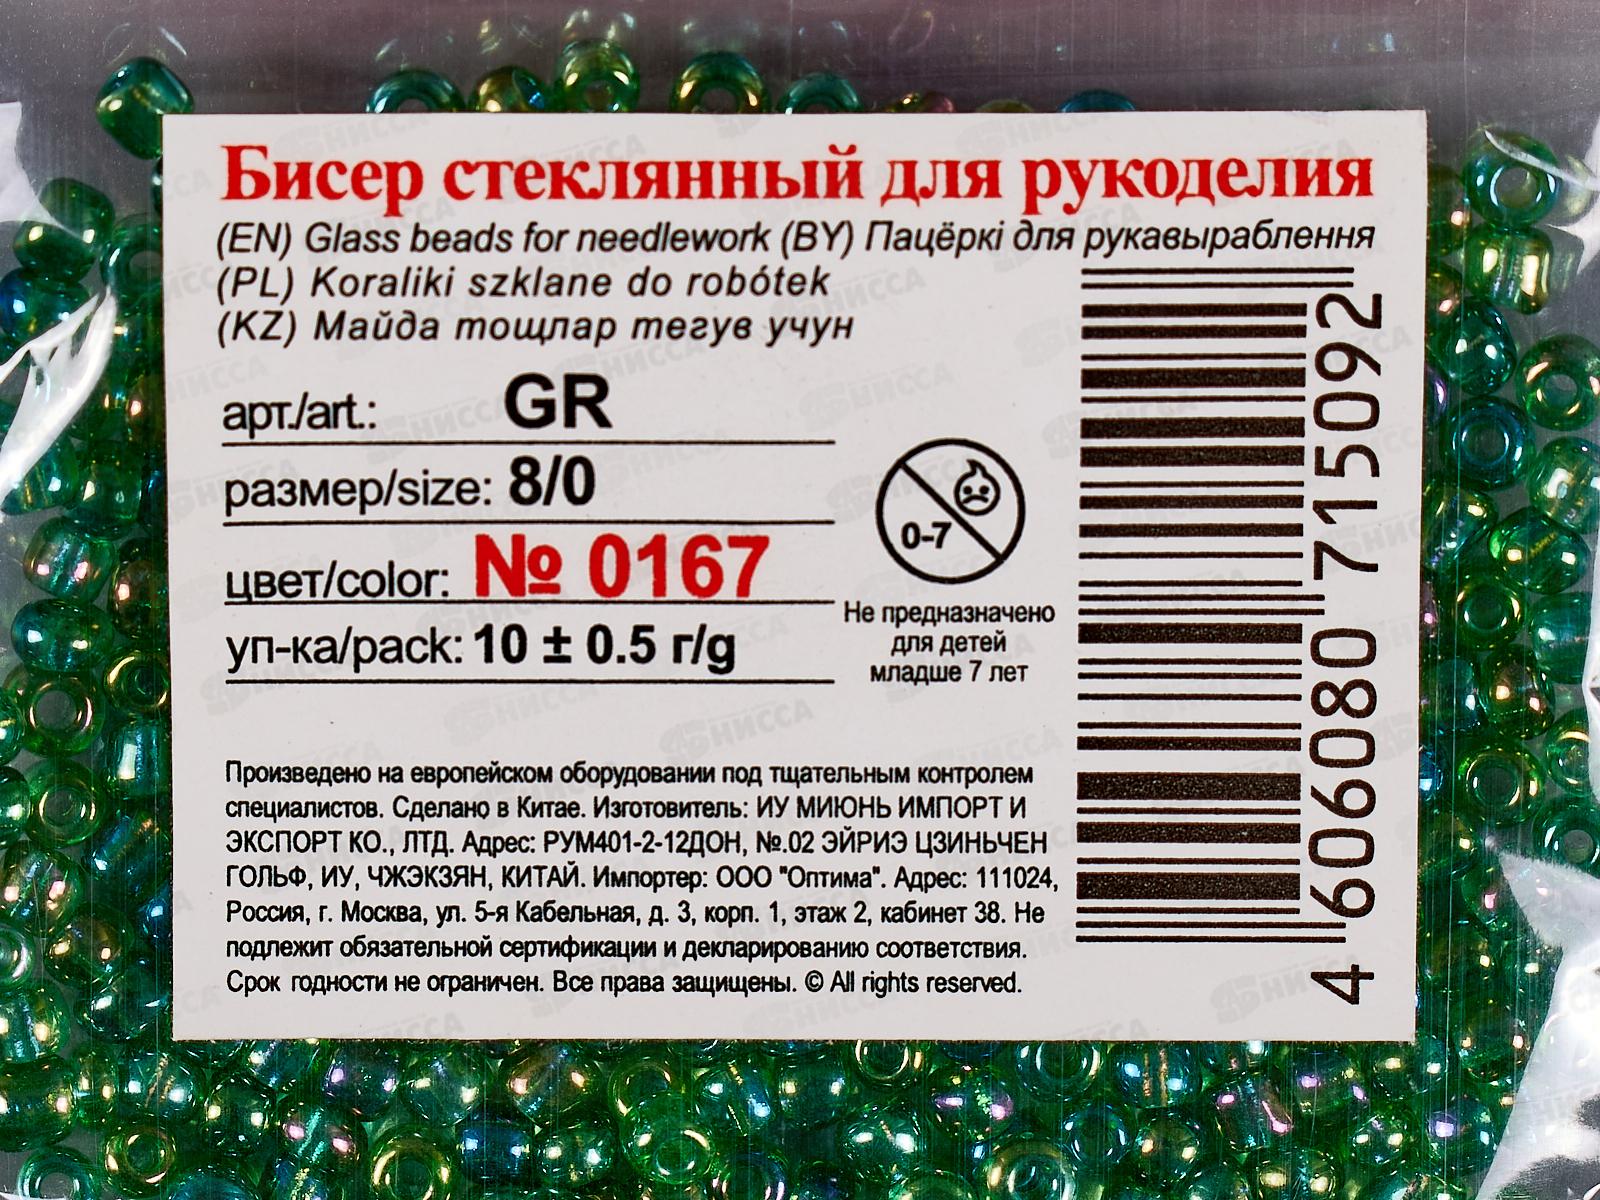 Бисер стеклянный для рукоделия
(EN) Glass beads for needlework (BY) Пацёркі для рукавыраблення
(PL) Koraliki szklane do robótek
(KZ) Майда тощлар тегув учун
арт./art.: GR
размер/size: 8/0
цвет/color: № 0167
уп-ка/pack: 10 ± 0.5 г/g
0-7
Не предназначено
для детей
младше 7 лет
Произведено на европейском оборудовании под тщательным контролем
специалистов. Сделано в Китае. Изготовитель: ИУ МИЮНЬ ИМПОРТ И
ЭКСПОРТ КО., ЛТД. Адрес: РУМ401-2-12ДОН, №.02 ЭЙРИЭ ЦЗИНЬЧЕН
ГОЛЬФ, ИУ, ЧЖЭКЗЯН, КИТАЙ. Импортер: ООО "Оптима". Адрес: 111024,
Россия, г. Москва, ул. 5-я Кабельная, д. 3, корп. 1, этаж 2, кабинет 38. Не
подлежит обязательной сертификации и декларированию соответствия.
Срок годности не ограничен. Все права защищены. © All rights reserved.
4 606080 715092
НИССА